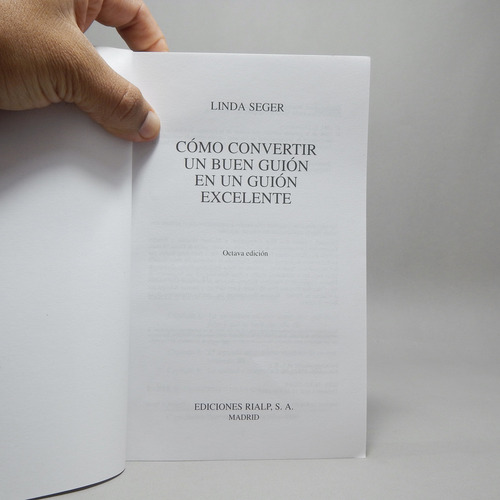 LINDA SEGER
CÓMO CONVERTIR
UN BUEN GUIÓN
EN UN GUIÓN
EXCELENTE
Octava edición
EDICIONES RIALP, S. A.
MADRID